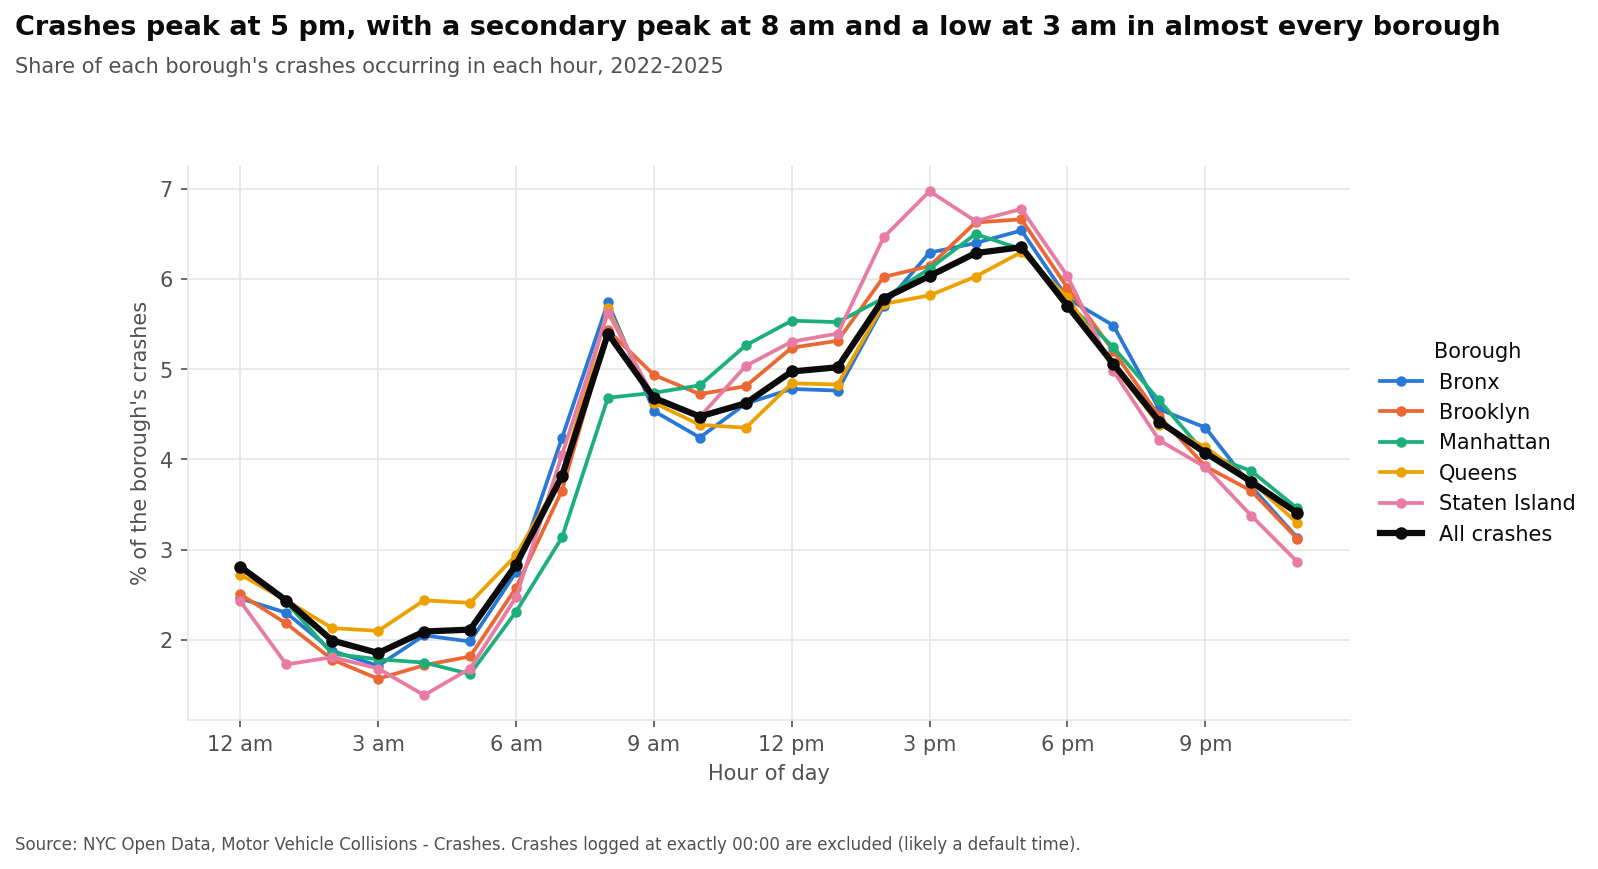 Crashes peak at 5 pm, with a secondary peak at 8 am and a low at 3 am in almost every borough
Share of each borough's crashes occurring in each hour, 2022-2025
% of the borough's crashes
7
6
5
4
3
2
12 am
3 am
6 am
9 am
12 pm
3 pm
6 pm
9 pm
Hour of day
Borough
Bronx
Brooklyn
Manhattan
Queens
Staten Island
All crashes
Source: NYC Open Data, Motor Vehicle Collisions - Crashes. Crashes logged at exactly 00:00 are excluded (likely a default time).